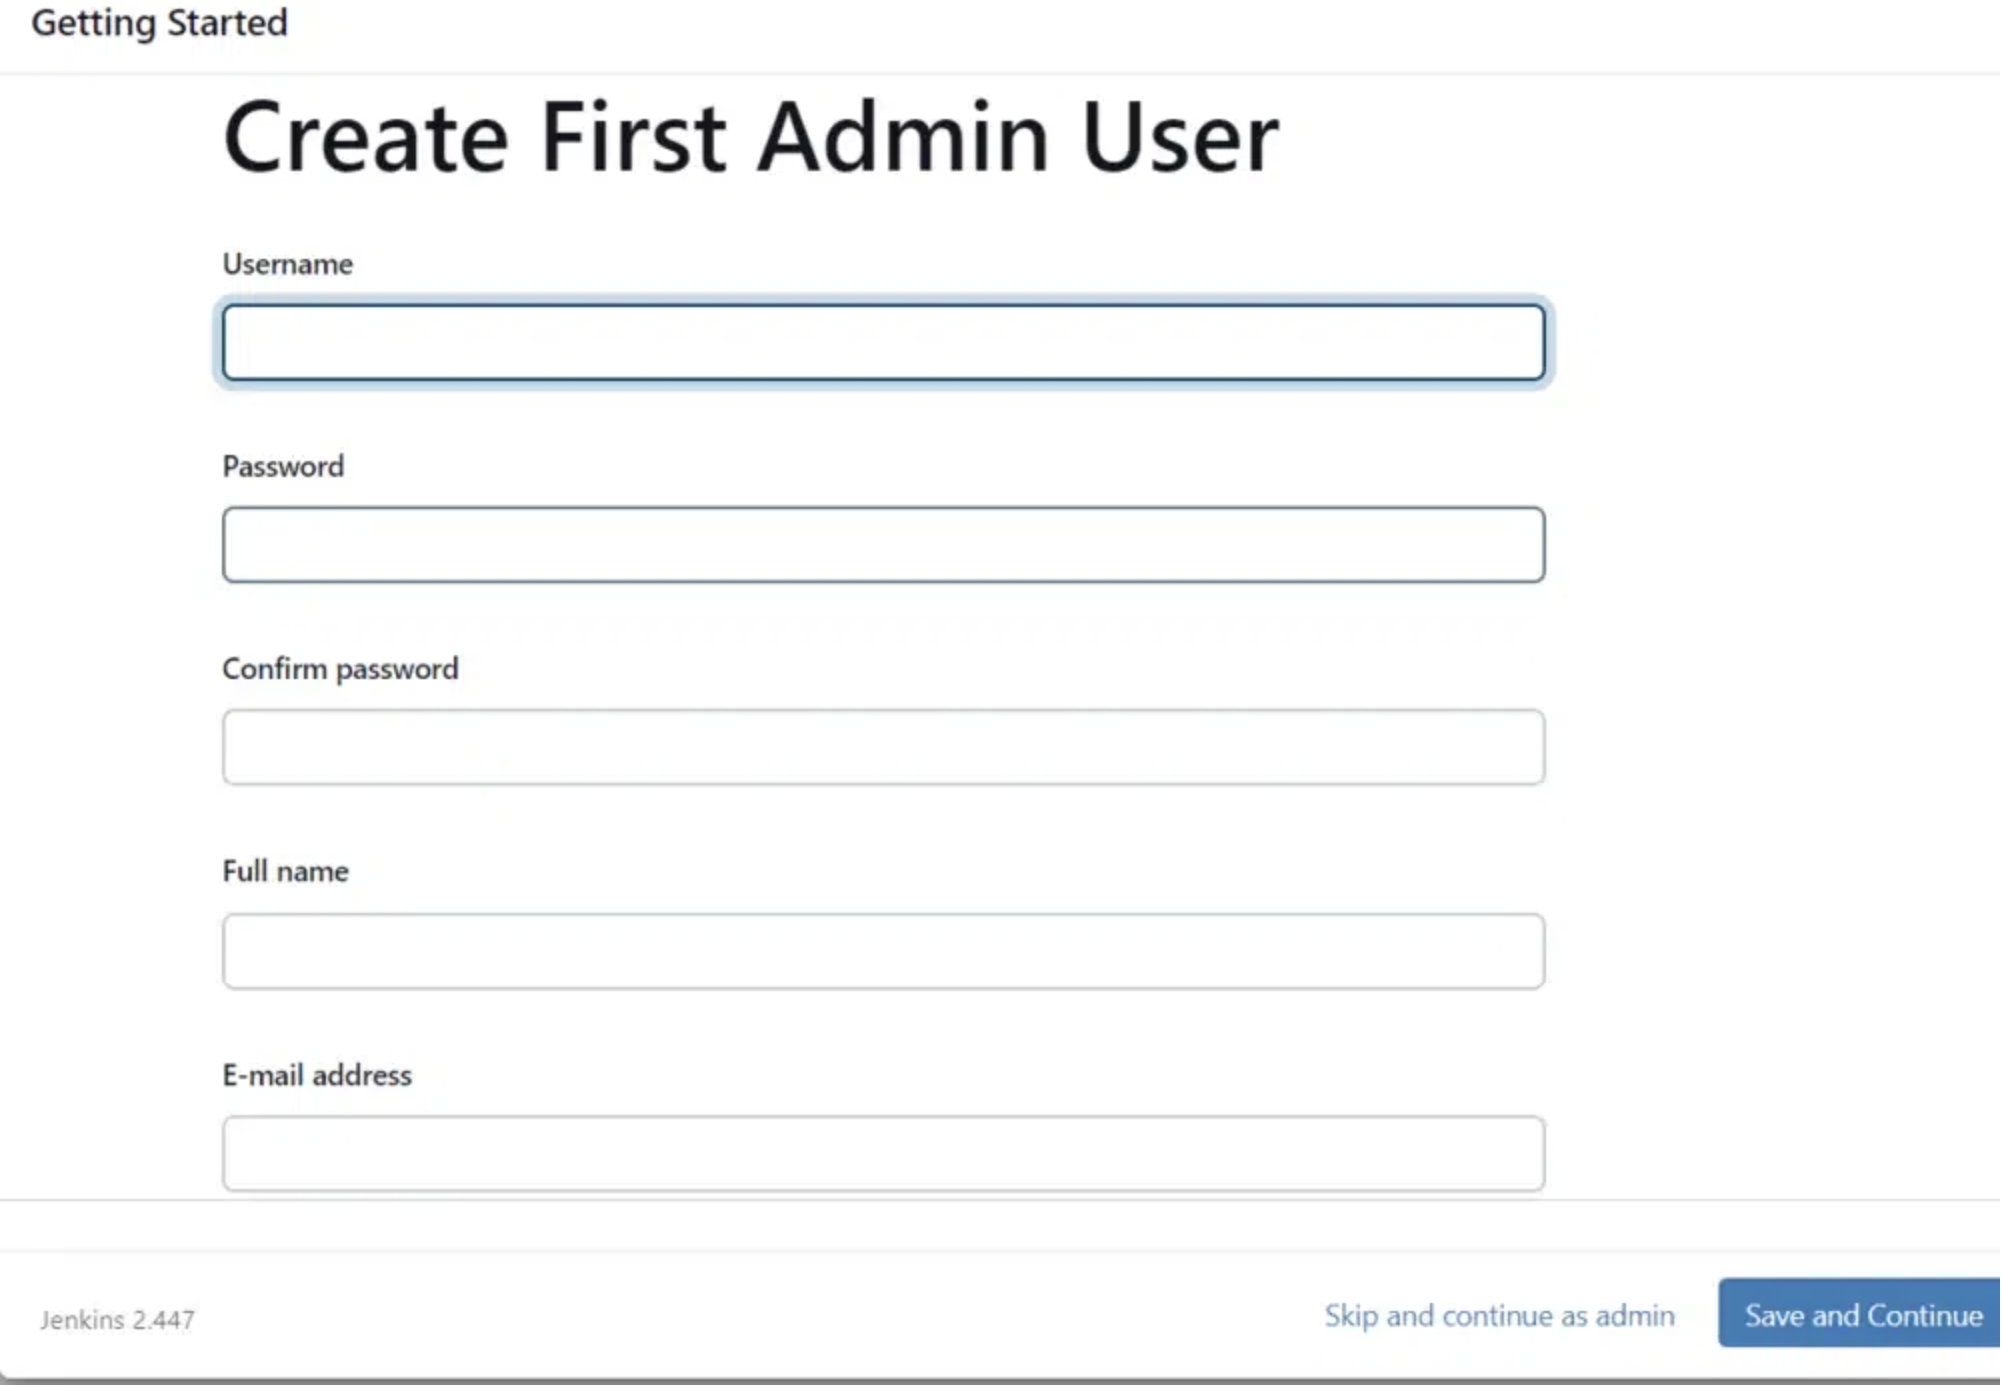 Getting Started
Create First Admin User
Username
Password
Confirm password
Full name
E-mail address
Jenkins 2.447
Skip and continue as admin
Save and Continue